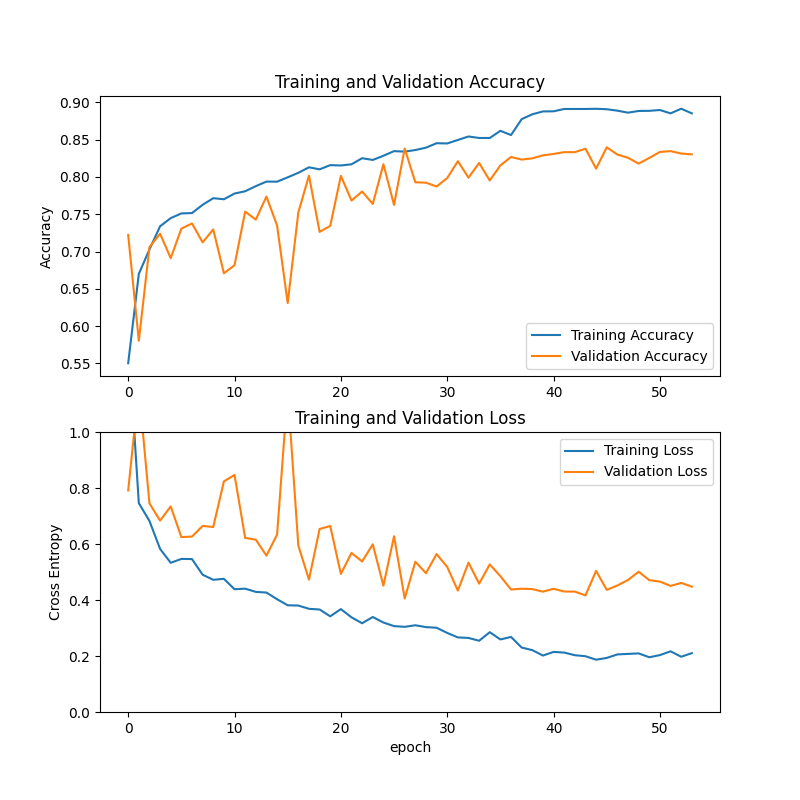 Training and Validation Accuracy
Accuracy
0.90
0.85
0.80
0.75
0.70
0.65
0.60
0.55
Training Accuracy
Validation Accuracy
0 10 20 30 40 50
Training and Validation Loss
Cross Entropy
1.0
0.8
0.6
0.4
0.2
0.0
Training Loss
Validation Loss
0 10 20 30 40 50
epoch